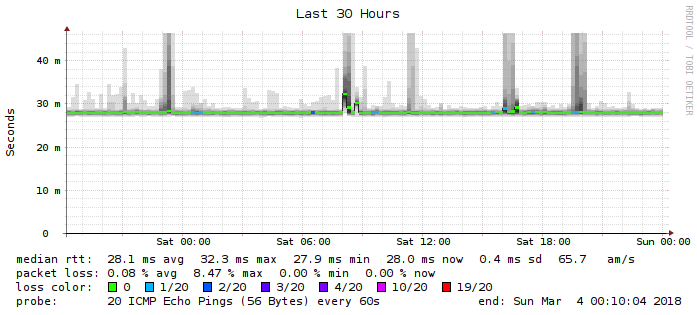 Last 30 Hours
RRDTOOL / TOBI OETIKER
Seconds
40 m
30 m
20 m
10 m
0
Sat 00:00 Sat 06:00 Sat 12:00 Sat 18:00 Sun 00:00
median rtt: 28.1 ms avg 32.3 ms max 27.9 ms min 28.0 ms now 0.4 ms sd 65.7 am/s
packet loss: 0.08 % avg 8.47 % max 0.00 % min 0.00 % now
loss color: 0 1/20 2/20 3/20 4/20 10/20 19/20
probe: 20 ICMP Echo Pings (56 Bytes) every 60s end: Sun Mar 4 00:10:04 2018